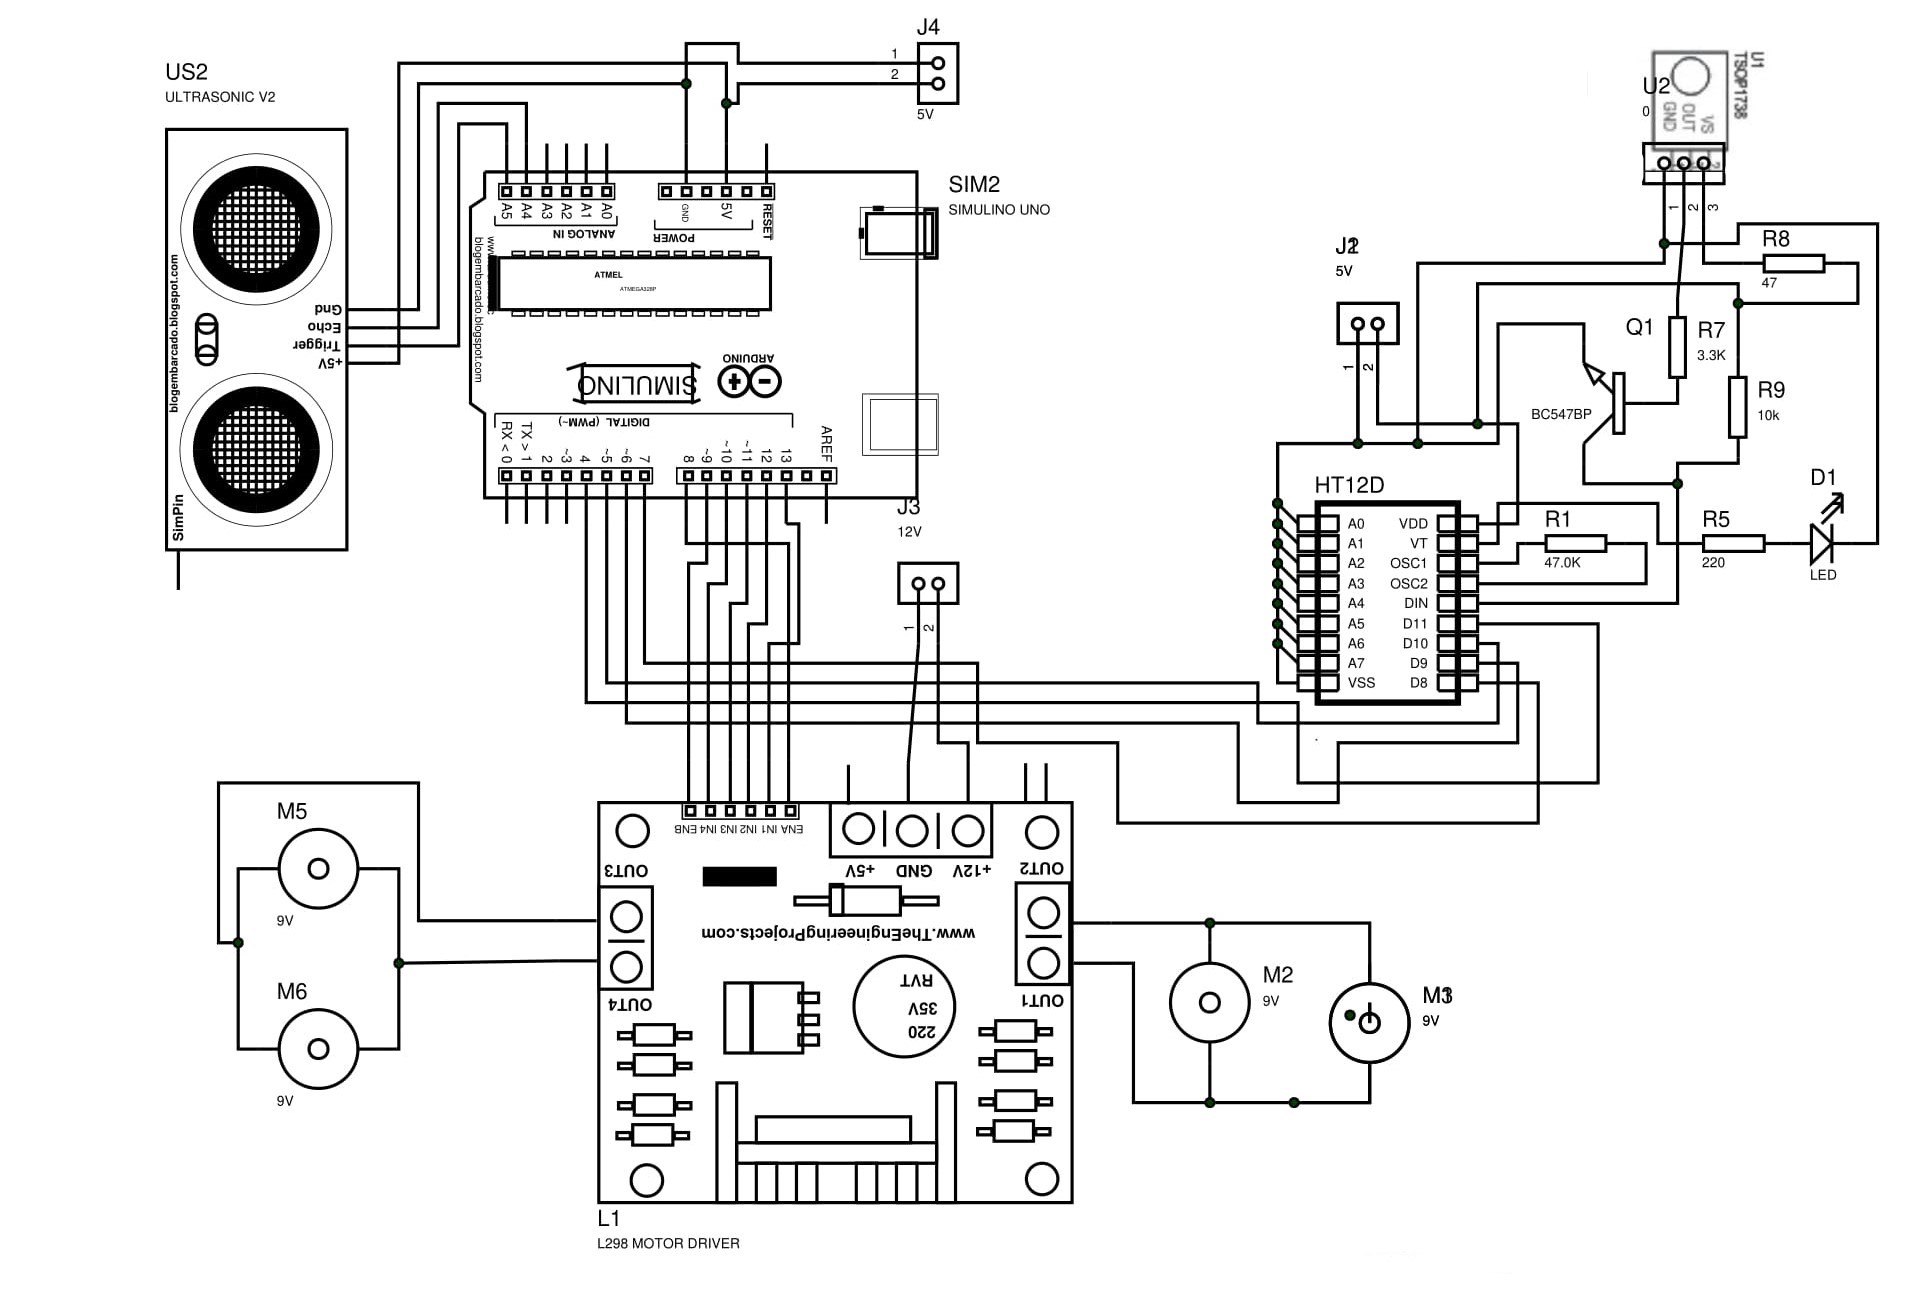 US2
ULTRASONIC V2
blogembarcado.blogspot.com
SimPin
Gnd
Echo
Trigger
+5V
J4
1
2
5V
SIM2
SIMULINO UNO
A5
A4
A3
A2
A1
A0
ANALOG IN
GND
5V
POWER
RESET
blogembarcado.blogspot.com
ATMEL
ATMEGA328P
SIMULINO
ARDUINO
DIGITAL (PWM~)
RX < 0
TX > 1
2
~3
4
~5
~6
7
8
~9
~10
~11
12
13
AREF
J3
12V
1
2
U2
0
U1
TSOP1738
GND
OUT
VS
1
2
3
5V
1
2
R8
47
Q1
BC547BP
R7
3.3K
R9
10k
D1
LED
R1
47.0K
R5
220
HT12D
A0
A1
A2
A3
A4
A5
A6
A7
VSS
VDD
VT
OSC1
OSC2
DIN
D11
D10
D9
D8
M5
9V
M6
9V
ENB
IN4
IN3
IN2
IN1
ENA
OUT3
+5V
GND
+12V
OUT2
www.TheEngineeringProjects.com
OUT4
OUT1
RVT
35V
220
L1
L298 MOTOR DRIVER
M2
9V
9V